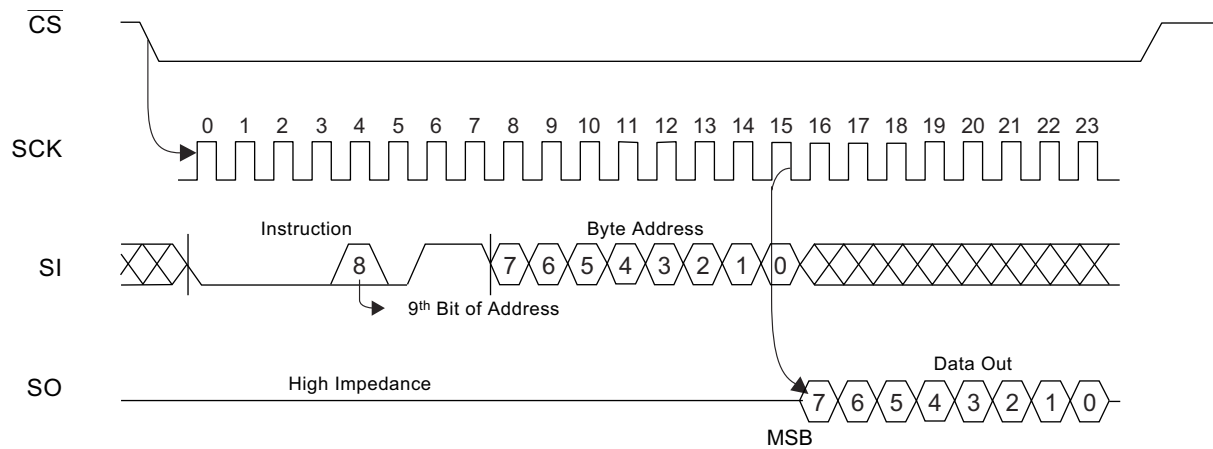 CS
0 1 2 3 4 5 6 7 8 9 10 11 12 13 14 15 16 17 18 19 20 21 22 23
SCK
Instruction Byte Address
SI 8 7 6 5 4 3 2 1 0
9th Bit of Address
Data Out
High Impedance
SO 7 6 5 4 3 2 1 0
MSB